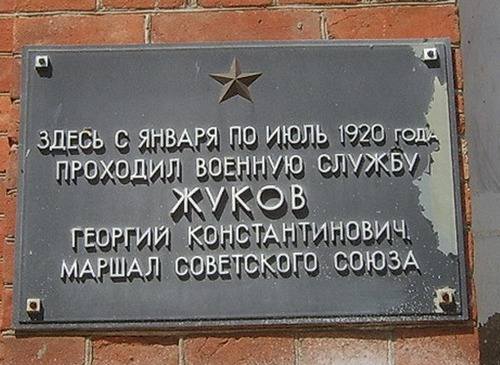 ЗДЕСЬ С ЯНВАРЯ ПО ИЮЛЬ 1920 ГОДА
ПРОХОДИЛ ВОЕННУЮ СЛУЖБУ
ЖУКОВ
ГЕОРГИЙ КОНСТАНТИНОВИЧ.
МАРШАЛ СОВЕТСКОГО СОЮЗА